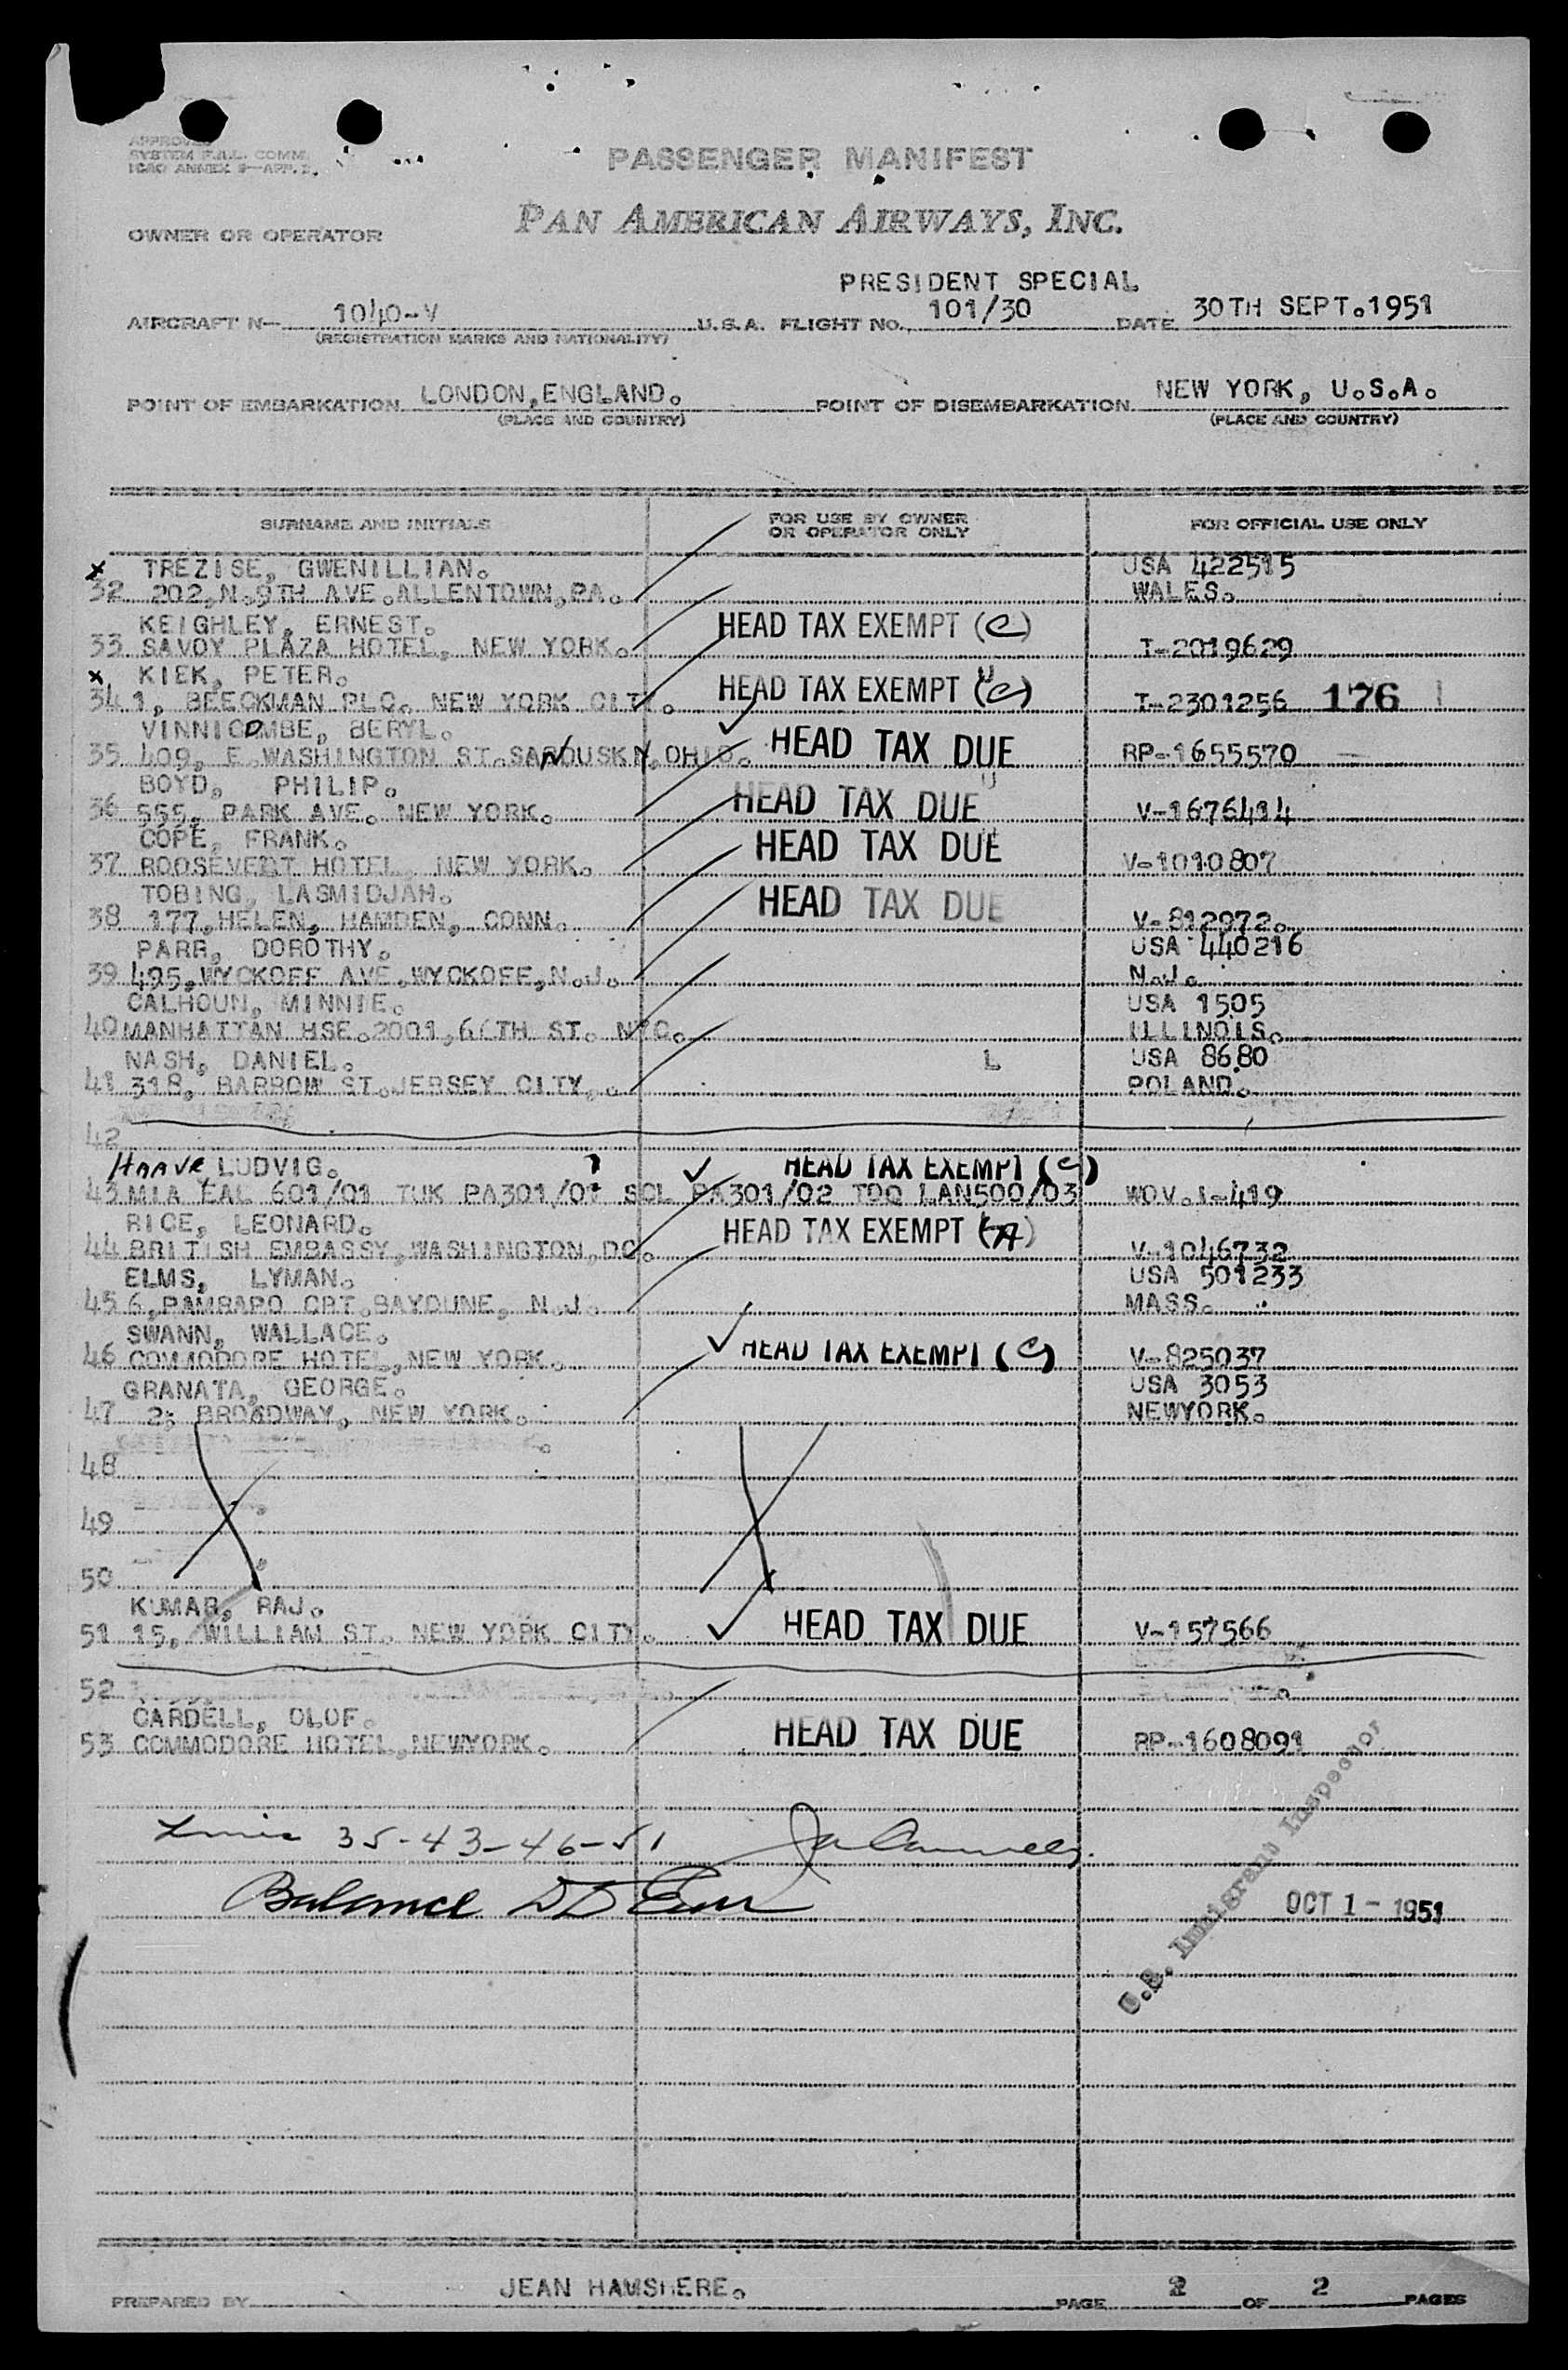 APPROVED
SYSTEM F.A.L. COMM.
ICAO ANNEX 9—APP. 2.
PASSENGER MANIFEST
PAN AMERICAN AIRWAYS, INC.
OWNER OR OPERATOR
PRESIDENT SPECIAL
AIRCRAFT N— 1040-V U.S.A. FLIGHT NO. 101/30 DATE 30TH SEPT.1951
(REGISTRATION MARKS AND NATIONALITY)
POINT OF EMBARKATION LONDON,ENGLAND. POINT OF DISEMBARKATION NEW YORK, U.S.A.
(PLACE AND COUNTRY) (PLACE AND COUNTRY)
SURNAME AND INITIALS FOR USE BY OWNER OR OPERATOR ONLY FOR OFFICIAL USE ONLY
x TREZISE, GWENILLIAN. USA 422515
32 202,N.9TH AVE.ALLENTOWN,PA. WALES.
KEIGHLEY, ERNEST. HEAD TAX EXEMPT (C)
33 SAVOY PLAZA HOTEL, NEW YORK. I-2019629
x KIEK, PETER. HEAD TAX EXEMPT (C)
34 1, BEECKMAN PLC. NEW YORK CITY. I-2301256 176
VINNICOMBE, BERYL. HEAD TAX DUE
35 409, E.WASHINGTON ST.SANDUSKY,OHIO. RP-1655570
BOYD, PHILIP. HEAD TAX DUE
36 555, PARK AVE. NEW YORK. V-1676414
COPE, FRANK. HEAD TAX DUE
37 ROOSEVELT HOTEL, NEW YORK. V-1010807
TOBING, LASMIDJAH. HEAD TAX DUE
38 177,HELEN, HAMDEN, CONN. V-812972.
PARR, DOROTHY. USA 440216
39 495,WYCKOFF AVE.WYCKOFF,N.J. N.J.
CALHOUN, MINNIE. USA 1505
40 MANHATTAN HSE.2001,66TH ST. NYC. ILLINOIS.
NASH, DANIEL. L USA 8680
41 318, BARROW ST.JERSEY CITY,. POLAND.
42
HAAVE LUDVIG. HEAD TAX EXEMPT (C)
43 MIA EAL 601/01 TUK PA301/01 SCL PA301/02 TOQ LAN500/03 WOV.I-419
RICE, LEONARD. HEAD TAX EXEMPT (A)
44 BRITISH EMBASSY,WASHINGTON,DC. V-1046732
ELMS, LYMAN. USA 501233
45 6,PAMRAPO CRT.BAYOUNE, N.J. MASS.
SWANN, WALLACE. HEAD TAX EXEMPT (C)
46 COMMODORE HOTEL,NEW YORK. V-825037
GRANATA, GEORGE. USA 3053
47 2; BROADWAY, NEW YORK. NEWYORK.
48
49
50
KUMAR, RAJ. HEAD TAX DUE
51 15, WILLIAM ST. NEW YORK CITY. V-157566
52
CARDELL, OLOF. HEAD TAX DUE
53 COMMODORE HOTEL,NEWYORK. RP-1608091
35-43-46-51
Balance
U.S. Immigrant Inspector
OCT 1 - 1951
PREPARED BY JEAN HAMSHERE. PAGE 2 OF 2 PAGES